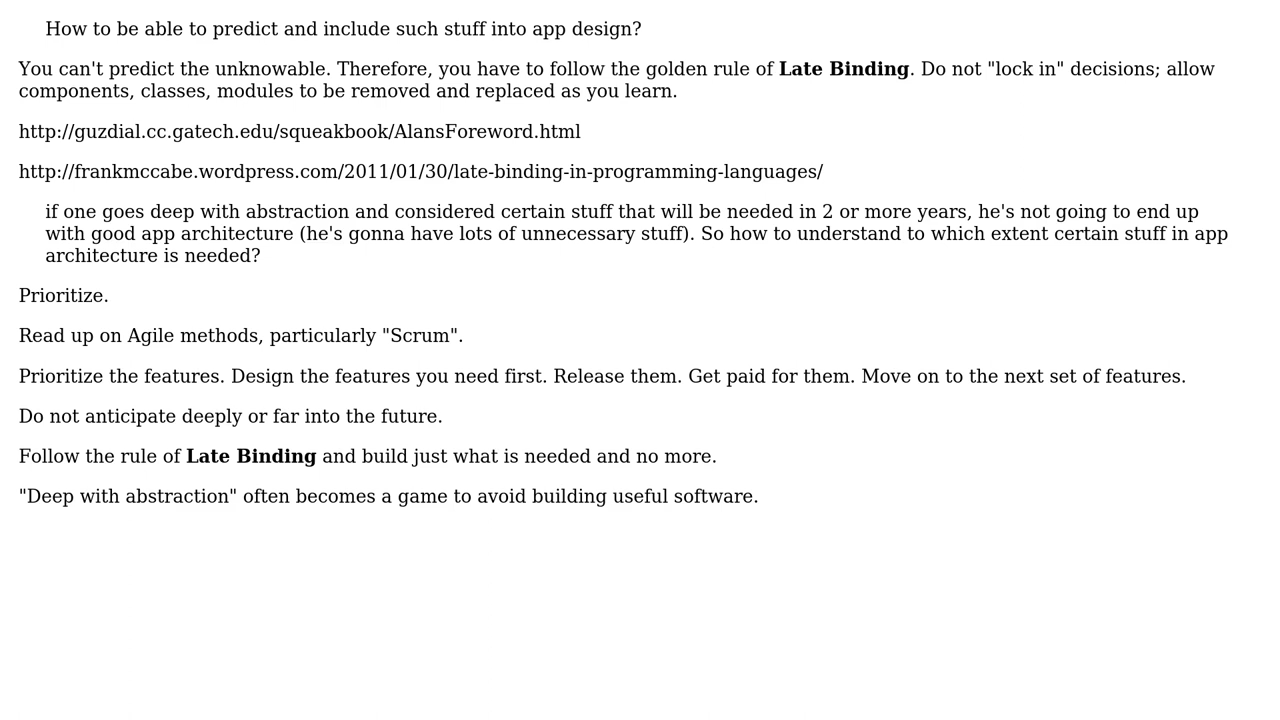 How to be able to predict and include such stuff into app design?
You can't predict the unknowable. Therefore, you have to follow the golden rule of Late Binding. Do not "lock in" decisions; allow
components, classes, modules to be removed and replaced as you learn.
http://guzdial.cc.gatech.edu/squeakbook/AlansForeword.html
http://frankmccabe.wordpress.com/2011/01/30/late-binding-in-programming-languages/
if one goes deep with abstraction and considered certain stuff that will be needed in 2 or more years, he's not going to end up
with good app architecture (he's gonna have lots of unnecessary stuff). So how to understand to which extent certain stuff in app
architecture is needed?
Prioritize.
Read up on Agile methods, particularly "Scrum".
Prioritize the features. Design the features you need first. Release them. Get paid for them. Move on to the next set of features.
Do not anticipate deeply or far into the future.
Follow the rule of Late Binding and build just what is needed and no more.
"Deep with abstraction" often becomes a game to avoid building useful software.